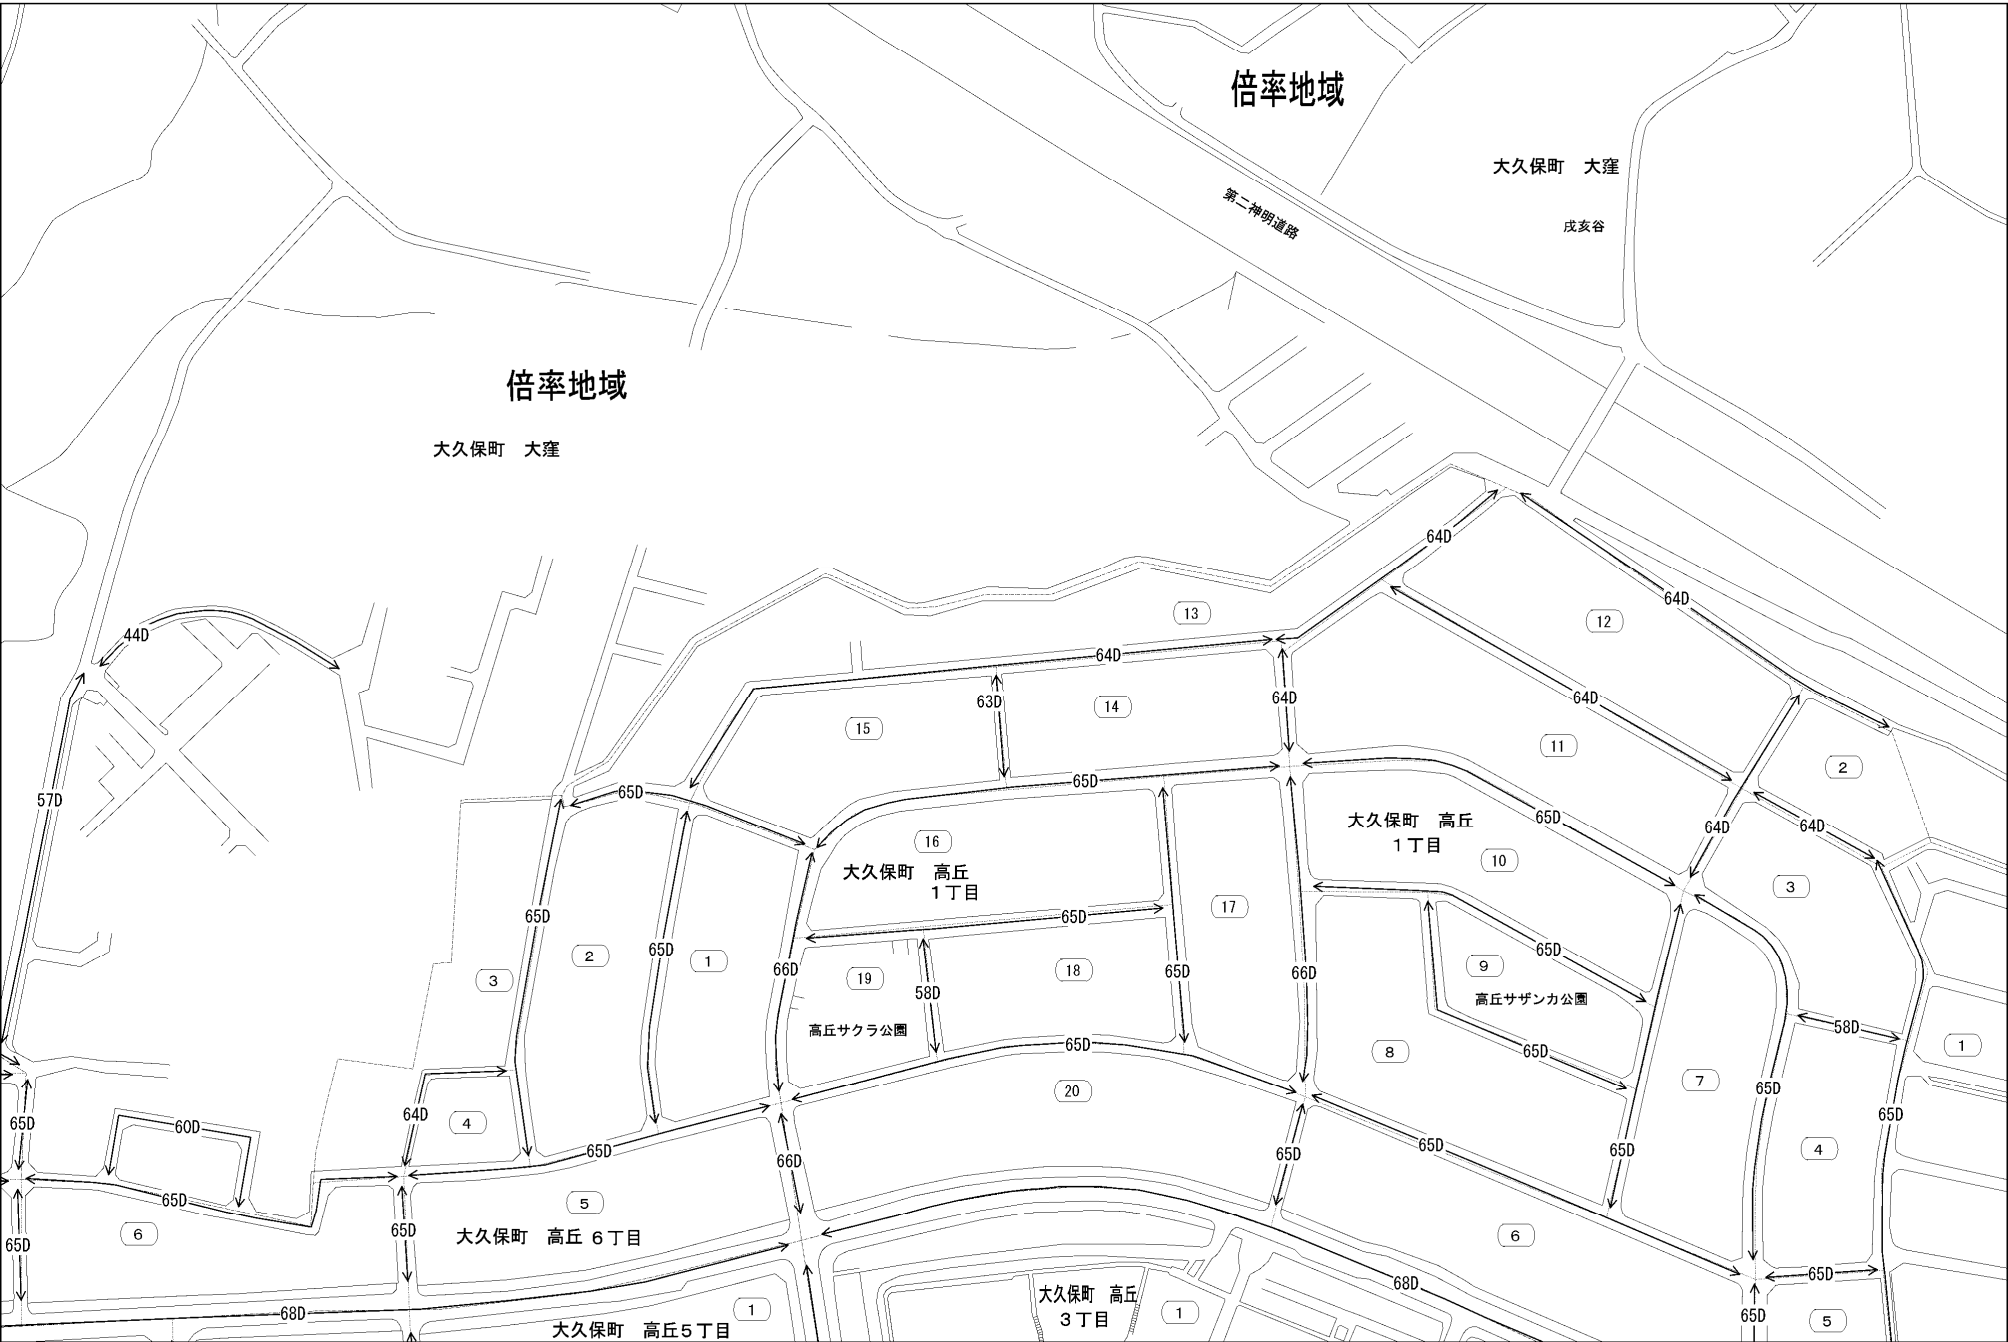 倍率地域
大久保町 大窪
第二神明道路
戌亥谷
倍率地域
大久保町 大窪
64D
64D
12
13
44D
64D
64D
63D
64D
64D
14
15
11
2
65D
57D
65D
65D
64D
64D
大久保町 高丘
1丁目
16
10
大久保町 高丘
1丁目
3
17
65D
65D
65D
65D
2
1
66D
19
18
65D
66D
9
3
58D
高丘サザンカ公園
高丘サクラ公園
58D
65D
8
65D
1
7
20
65D
64D
4
65D
60D
65D
65D
65D
65D
4
66D
65D
65D
65D
5
6
65D
65D
大久保町 高丘 6丁目
6
65D
65D
68D
大久保町 高丘
3丁目
68D
1
1
65D
5
大久保町 高丘5丁目